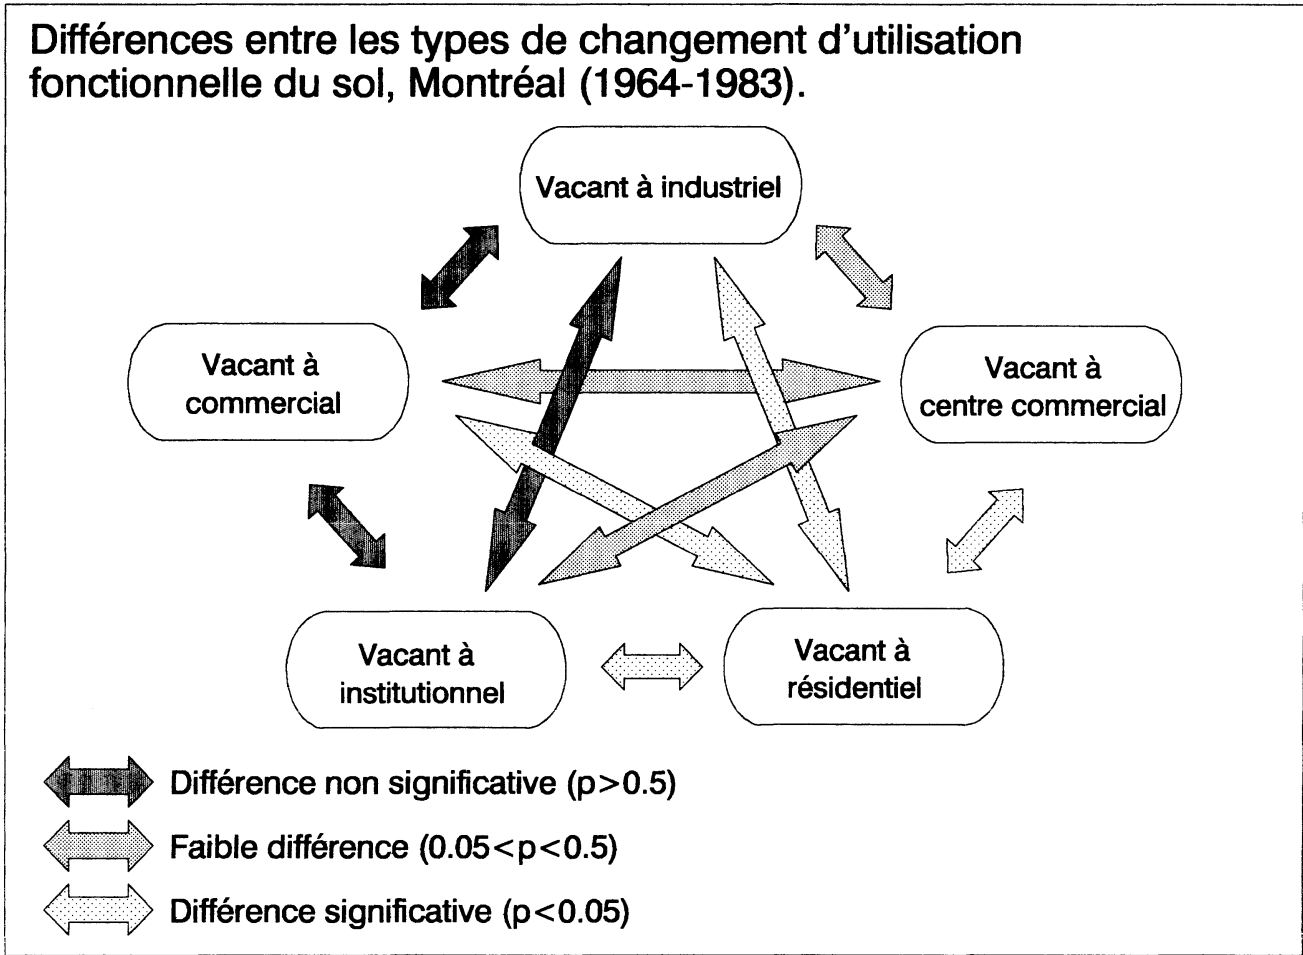 Différences entre les types de changement d'utilisation
fonctionnelle du sol, Montréal (1964-1983).
Vacant à industriel
Vacant à
commercial
Vacant à
centre commercial
Vacant à
institutionnel
Vacant à
résidentiel
Différence non significative (p>0.5)
Faible différence (0.05<p<0.5)
Différence significative (p<0.05)